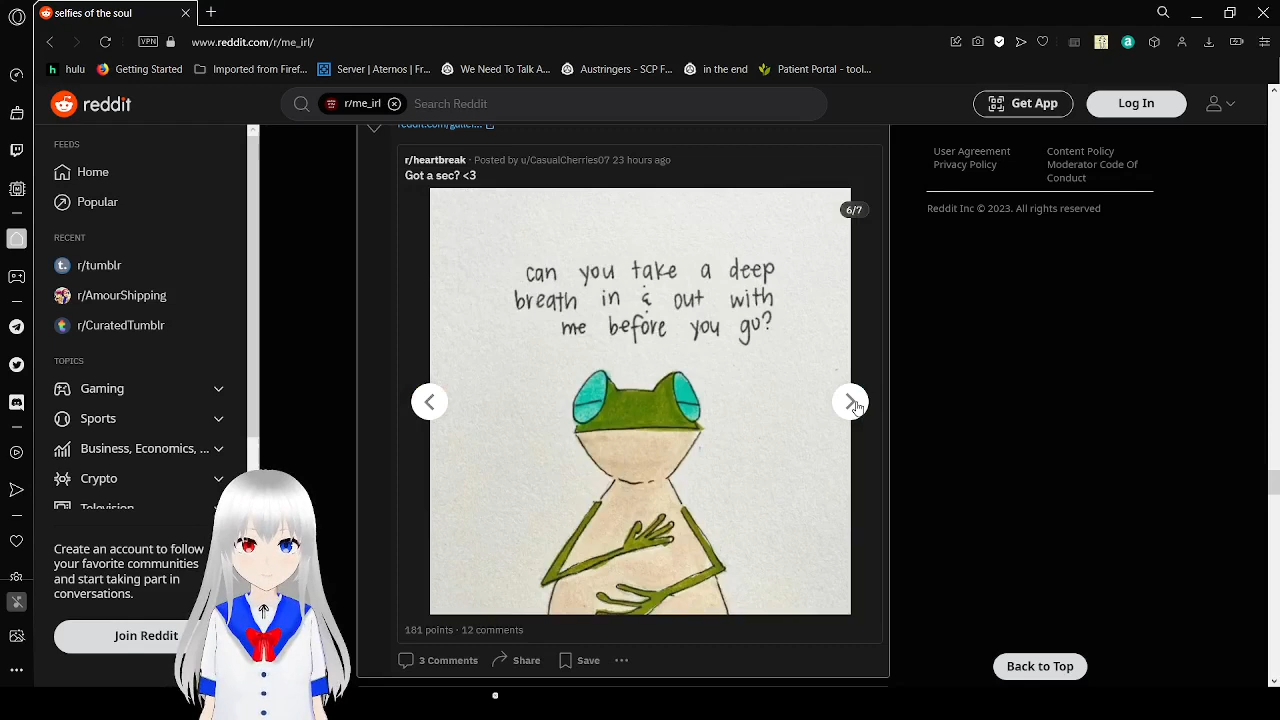 selfies of the soul
VPN
www.reddit.com/r/me_irl/
hulu
Getting Started
Imported from Firef...
Server | Aternos | Fr...
We Need To Talk A...
Austringers - SCP F...
in the end
Patient Portal - tool...
reddit
r/me_irl
Search Reddit
Get App
Log In
FEEDS
Home
Popular
RECENT
r/tumblr
r/AmourShipping
r/CuratedTumblr
TOPICS
Gaming
Sports
Business, Economics, ...
Crypto
Television
Create an account to follow
your favorite communities
and start taking part in
conversations.
Join Reddit
reddit.com/galler...
r/heartbreak · Posted by u/CasualCherries07 23 hours ago
Got a sec? <3
6/7
can you take a deep
breath in & out with
me before you go?
181 points · 12 comments
3 Comments
Share
Save
User Agreement
Privacy Policy
Content Policy
Moderator Code Of
Conduct
Reddit Inc © 2023. All rights reserved
Back to Top